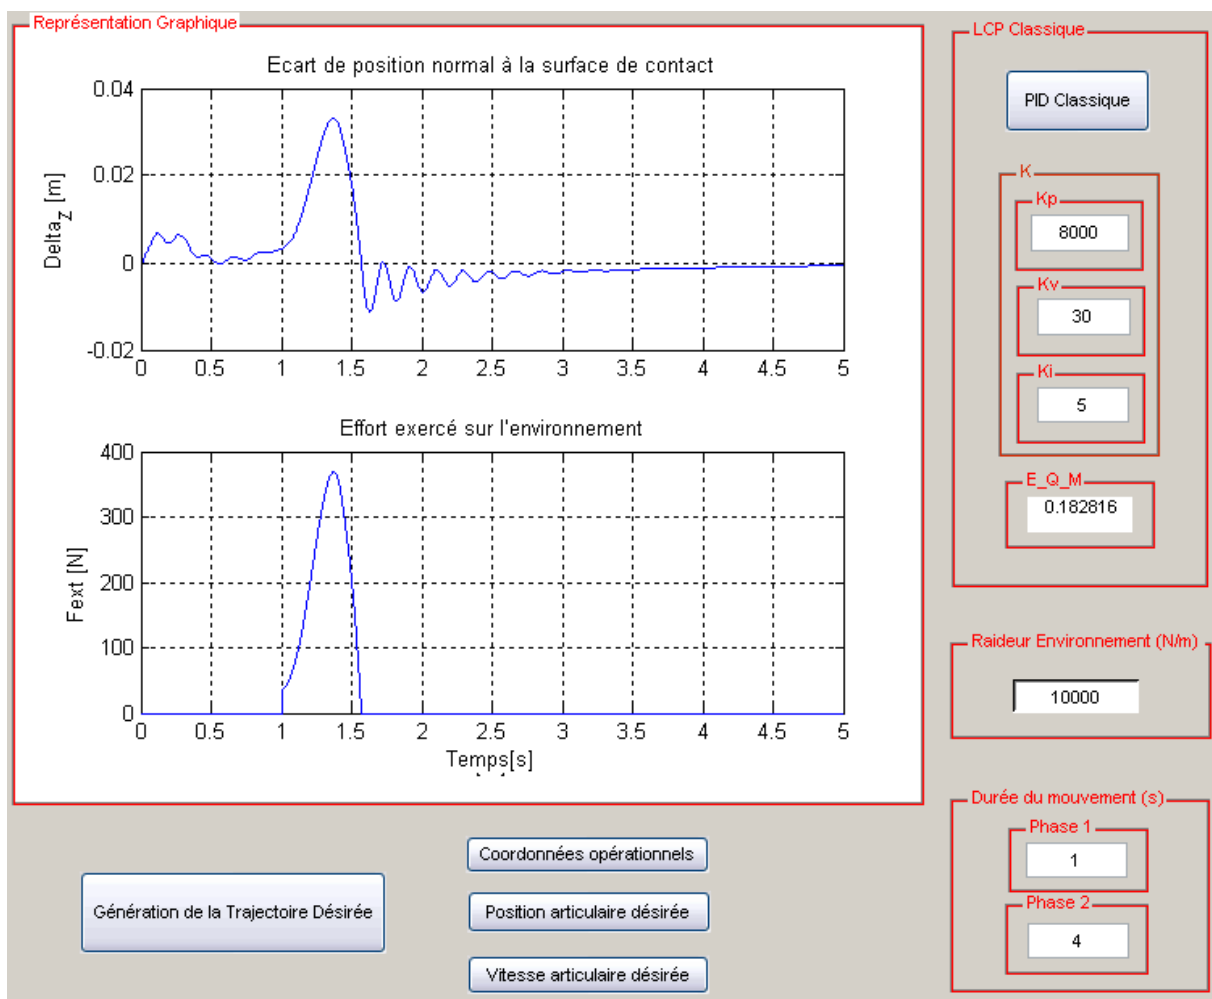 Représentation Graphique
Ecart de position normal à la surface de contact
0.04
0.02
0
-0.02
Delta_Z [m]
0 0.5 1 1.5 2 2.5 3 3.5 4 4.5 5
Effort exercé sur l'environnement
400
300
200
100
0
Fext [N]
0 0.5 1 1.5 2 2.5 3 3.5 4 4.5 5
Temps[s]
LCP Classique
PID Classique
K
Kp
8000
Kv
30
Ki
5
E_Q_M
0.182816
Raideur Environnement (N/m)
10000
Durée du mouvement (s)
Phase 1
1
Phase 2
4
Génération de la Trajectoire Désirée
Coordonnées opérationnels
Position articulaire désirée
Vitesse articulaire désirée